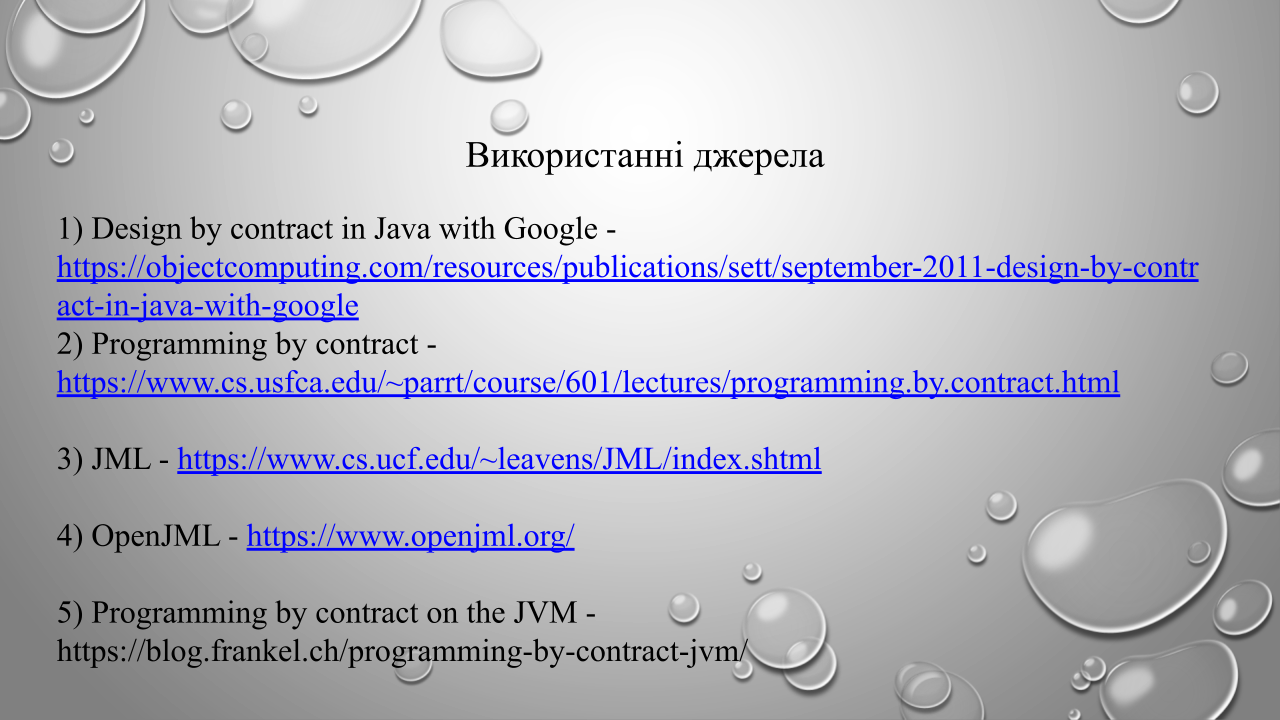 Використанні джерела
1) Design by contract in Java with Google -
https://objectcomputing.com/resources/publications/sett/september-2011-design-by-contr
act-in-java-with-google
2) Programming by contract -
https://www.cs.usfca.edu/~parrt/course/601/lectures/programming.by.contract.html
3) JML - https://www.cs.ucf.edu/~leavens/JML/index.shtml
4) OpenJML - https://www.openjml.org/
5) Programming by contract on the JVM -
https://blog.frankel.ch/programming-by-contract-jvm/